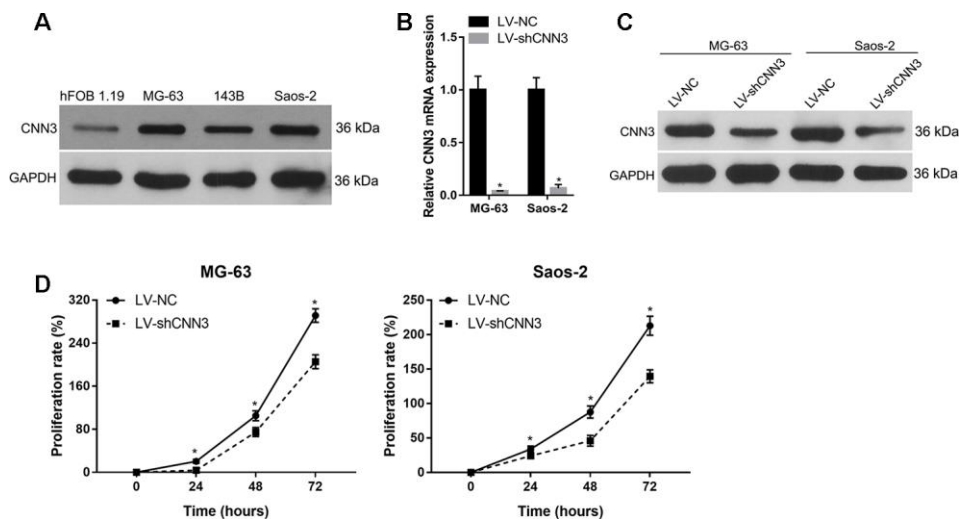 A
hFOB 1.19 MG-63 143B Saos-2
CNN3 36 kDa
GAPDH 36 kDa
B
LV-NC
LV-shCNN3
Relative CNN3 mRNA expression
1.5
1.0
0.5
0.0
* *
MG-63 Saos-2
C
MG-63 Saos-2
LV-NC LV-shCNN3 LV-NC LV-shCNN3
CNN3 36 kDa
GAPDH 36 kDa
D
MG-63
LV-NC
LV-shCNN3
Proliferation rate (%)
320
240
160
80
0
* * *
0 24 48 72
Time (hours)
Saos-2
LV-NC
LV-shCNN3
Proliferation rate (%)
250
200
150
100
50
0
* * *
0 24 48 72
Time (hours)